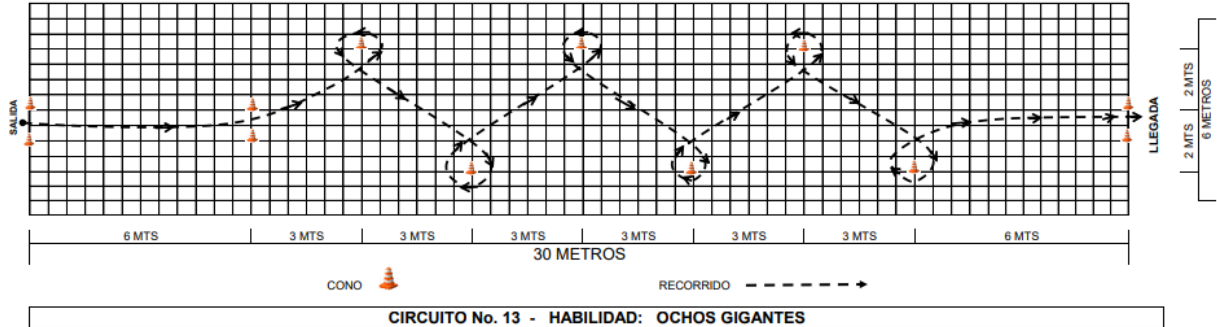 SALIDA
LLEGADA
2 MTS
2 MTS
6 METROS
6 MTS 3 MTS 3 MTS 3 MTS 3 MTS 3 MTS 3 MTS 6 MTS
30 METROS
CONO RECORRIDO
CIRCUITO No. 13 - HABILIDAD: OCHOS GIGANTES